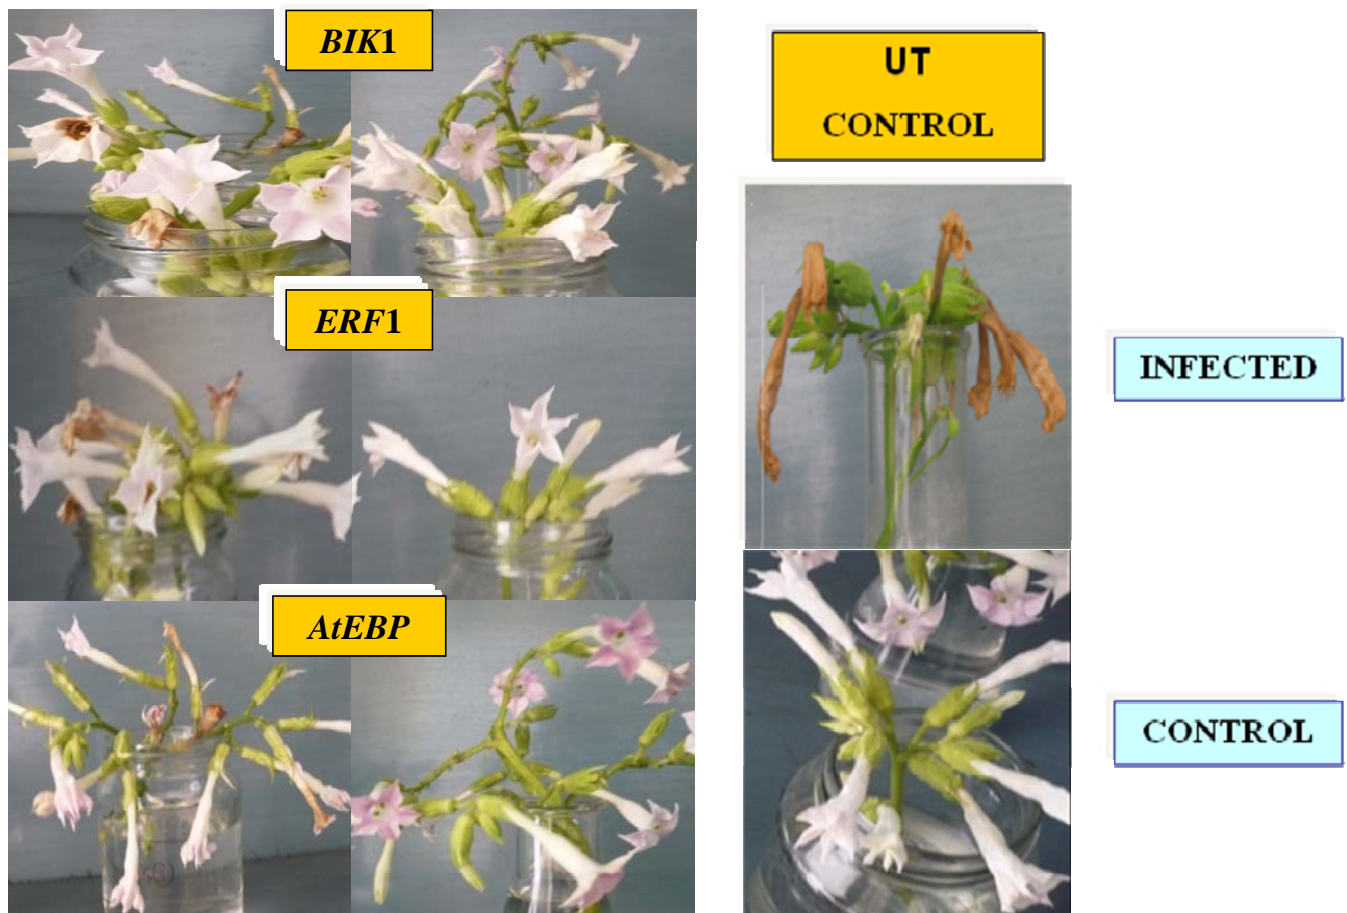 BIK1
UT
CONTROL
ERF1
INFECTED
AtEBP
CONTROL